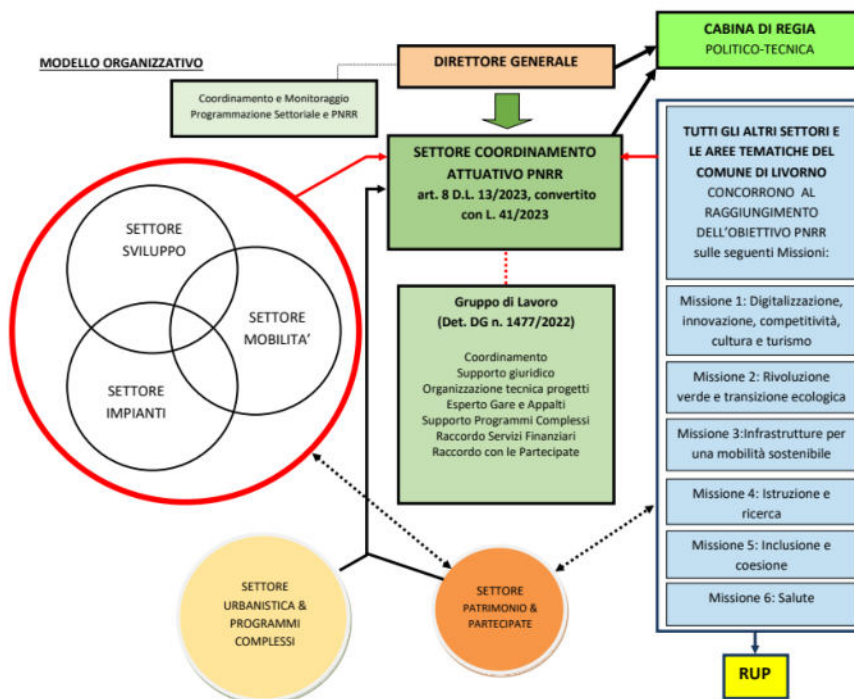 CABINA DI REGIA
POLITICO-TECNICA
MODELLO ORGANIZZATIVO
DIRETTORE GENERALE
Coordinamento e Monitoraggio
Programmazione Settoriale e PNRR
SETTORE COORDINAMENTO
ATTUATIVO PNRR
art. 8 D.L. 13/2023, convertito
con L. 41/2023
TUTTI GLI ALTRI SETTORI E
LE AREE TEMATICHE DEL
COMUNE DI LIVORNO
CONCORRONO AL
RAGGIUNGIMENTO
DELL'OBIETTIVO PNRR
sulle seguenti Missioni:
SETTORE
SVILUPPO
SETTORE
MOBILITA'
SETTORE
IMPIANTI
Gruppo di Lavoro
(Det. DG n. 1477/2022)
Coordinamento
Supporto giuridico
Organizzazione tecnica progetti
Esperto Gare e Appalti
Supporto Programmi Complessi
Raccordo Servizi Finanziari
Raccordo con le Partecipate
Missione 1: Digitalizzazione,
innovazione, competitività,
cultura e turismo
Missione 2: Rivoluzione
verde e transizione ecologica
Missione 3:Infrastrutture per
una mobilità sostenibile
Missione 4: Istruzione e
ricerca
Missione 5: Inclusione e
coesione
Missione 6: Salute
SETTORE
URBANISTICA &
PROGRAMMI
COMPLESSI
SETTORE
PATRIMONIO &
PARTECIPATE
RUP